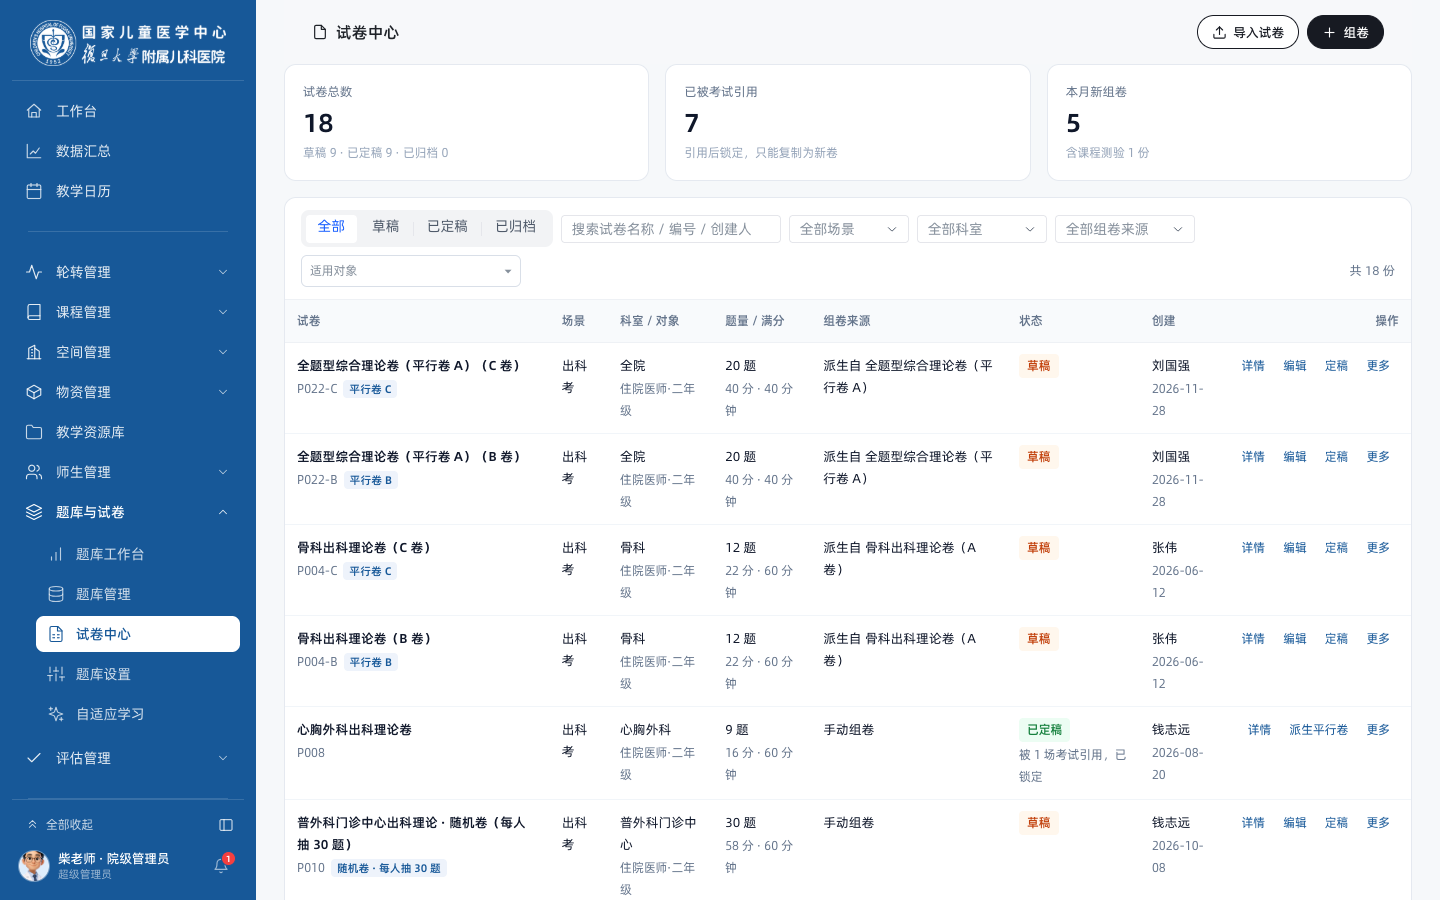 国家儿童医学中心
復旦大学附属儿科医院
工作台
数据汇总
教学日历
轮转管理
课程管理
空间管理
物资管理
教学资源库
师生管理
题库与试卷
题库工作台
题库管理
试卷中心
题库设置
自适应学习
评估管理
全部收起
柴老师 · 院级管理员
超级管理员
1
试卷中心
导入试卷
组卷
试卷总数
18
草稿 9 · 已定稿 9 · 已归档 0
已被考试引用
7
引用后锁定，只能复制为新卷
本月新组卷
5
含课程测验 1 份
全部 草稿 已定稿 已归档 搜索试卷名称 / 编号 / 创建人 全部场景 全部科室 全部组卷来源
适用对象 共 18 份
试卷 场景 科室 / 对象 题量 / 满分 组卷来源 状态 创建 操作
全题型综合理论卷（平行卷 A）（C 卷） 出科 全院 20 题 派生自 全题型综合理论卷（平 草稿 刘国强 详情 编辑 定稿 更多
P022-C 平行卷 C 考 住院医师·二年 40 分 · 40 分 行卷 A） 2026-11-
级 钟 28
全题型综合理论卷（平行卷 A）（B 卷） 出科 全院 20 题 派生自 全题型综合理论卷（平 草稿 刘国强 详情 编辑 定稿 更多
P022-B 平行卷 B 考 住院医师·二年 40 分 · 40 分 行卷 A） 2026-11-
级 钟 28
骨科出科理论卷（C 卷） 出科 骨科 12 题 派生自 骨科出科理论卷（A 草稿 张伟 详情 编辑 定稿 更多
P004-C 平行卷 C 考 住院医师·二年 22 分 · 60 分 卷） 2026-06-
级 钟 12
骨科出科理论卷（B 卷） 出科 骨科 12 题 派生自 骨科出科理论卷（A 草稿 张伟 详情 编辑 定稿 更多
P004-B 平行卷 B 考 住院医师·二年 22 分 · 60 分 卷） 2026-06-
级 钟 12
心胸外科出科理论卷 出科 心胸外科 9 题 手动组卷 已定稿 钱志远 详情 派生平行卷 更多
P008 考 住院医师·二年 16 分 · 60 分 被 1 场考试引用，已 2026-08-
级 钟 锁定 20
普外科门诊中心出科理论 · 随机卷（每人 出科 普外科门诊中 30 题 手动组卷 草稿 钱志远 详情 编辑 定稿 更多
抽 30 题） 考 心 58 分 · 60 分 2026-10-
P010 随机卷 · 每人抽 30 题 住院医师·二年 钟 08
级